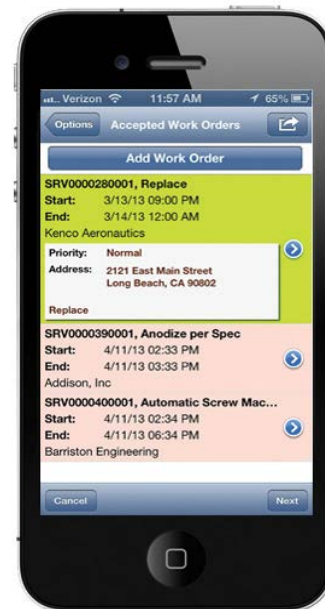 Verizon 11:57 AM 65%
Options Accepted Work Orders
Add Work Order
SRV0000280001, Replace
Start: 3/13/13 09:00 PM
End: 3/14/13 12:00 AM
Kenco Aeronautics
Priority: Normal
Address: 2121 East Main Street
Long Beach, CA 90802
Replace
SRV0000390001, Anodize per Spec
Start: 4/11/13 02:33 PM
End: 4/11/13 03:33 PM
Addison, Inc
SRV0000400001, Automatic Screw Mac...
Start: 4/11/13 02:34 PM
End: 4/11/13 06:34 PM
Barriston Engineering
Cancel Next